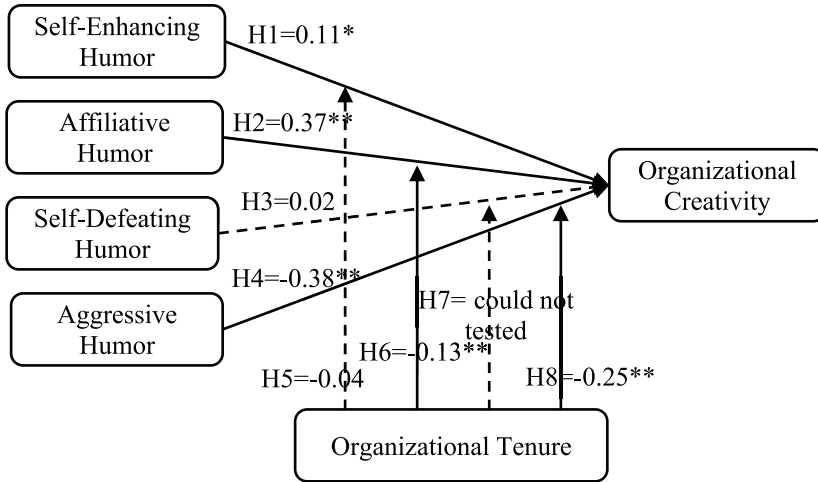 Self-Enhancing
Humor
H1=0.11*
Affiliative
Humor
H2=0.37**
Organizational
Creativity
Self-Defeating
Humor
H3=0.02
H4=-0.38**
Aggressive
Humor
H7= could not
tested
H6=-0.13**
H5=-0.04
H8=-0.25**
Organizational Tenure